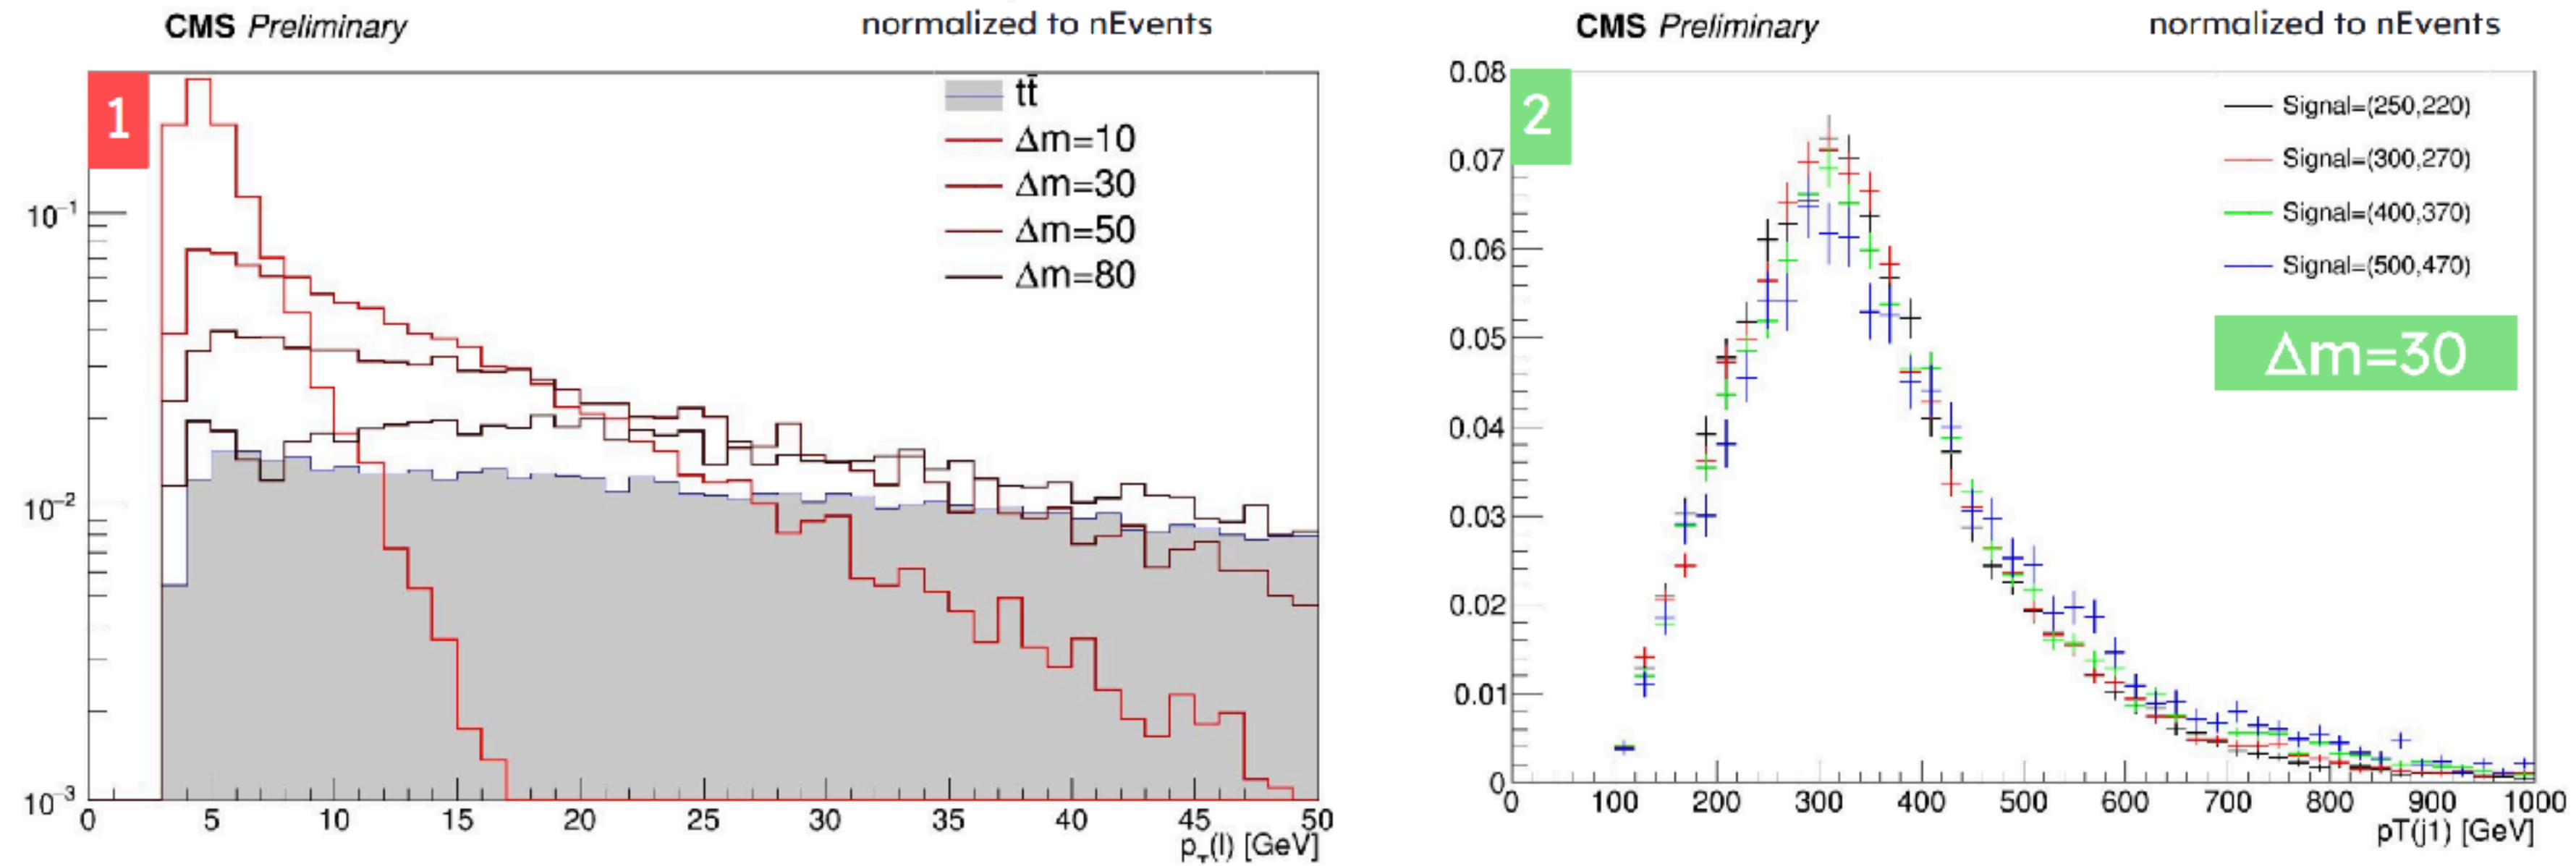 CMS Preliminary
normalized to nEvents
1
tt̄
Δm=10
Δm=30
Δm=50
Δm=80
10⁻¹
10⁻²
10⁻³
0 5 10 15 20 25 30 35 40 45 50
p_T(l) [GeV]
CMS Preliminary
normalized to nEvents
2
Signal=(250,220)
Signal=(300,270)
Signal=(400,370)
Signal=(500,470)
Δm=30
0.08
0.07
0.06
0.05
0.04
0.03
0.02
0.01
0
0 100 200 300 400 500 600 700 800 900 1000
pT(j1) [GeV]